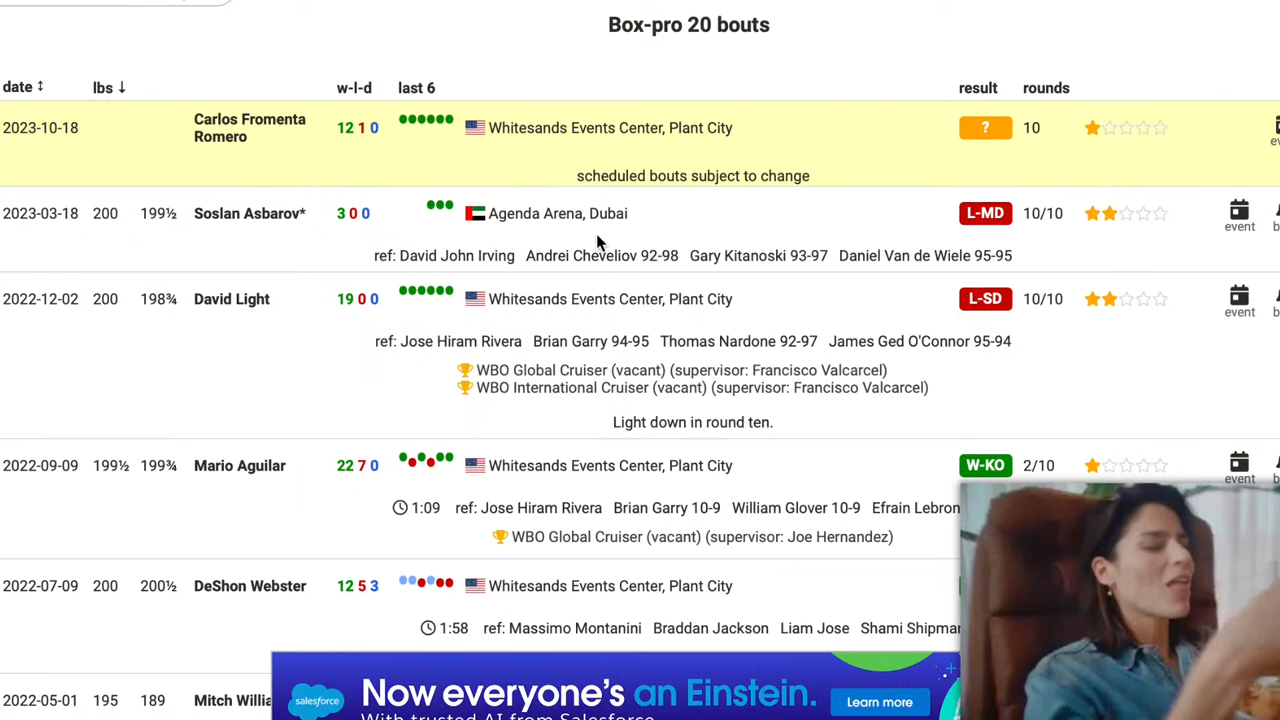 Box-pro 20 bouts
date lbs w-l-d last 6 result rounds
2023-10-18 Carlos Fromenta Romero 12 1 0 Whitesands Events Center, Plant City ? 10
scheduled bouts subject to change
2023-03-18 200 199½ Soslan Asbarov* 3 0 0 Agenda Arena, Dubai L-MD 10/10 event
ref: David John Irving Andrei Cheveliov 92-98 Gary Kitanoski 93-97 Daniel Van de Wiele 95-95
2022-12-02 200 198¾ David Light 19 0 0 Whitesands Events Center, Plant City L-SD 10/10 event
ref: Jose Hiram Rivera Brian Garry 94-95 Thomas Nardone 92-97 James Ged O'Connor 95-94
WBO Global Cruiser (vacant) (supervisor: Francisco Valcarcel)
WBO International Cruiser (vacant) (supervisor: Francisco Valcarcel)
Light down in round ten.
2022-09-09 199½ 199¾ Mario Aguilar 22 7 0 Whitesands Events Center, Plant City W-KO 2/10 event
1:09 ref: Jose Hiram Rivera Brian Garry 10-9 William Glover 10-9 Efrain Lebron
WBO Global Cruiser (vacant) (supervisor: Joe Hernandez)
2022-07-09 200 200½ DeShon Webster 12 5 3 Whitesands Events Center, Plant City
1:58 ref: Massimo Montanini Braddan Jackson Liam Jose Shami Shipman
2022-05-01 195 189 Mitch Willia
salesforce Now everyone's an Einstein. Learn more
With trusted AI from Salesforce